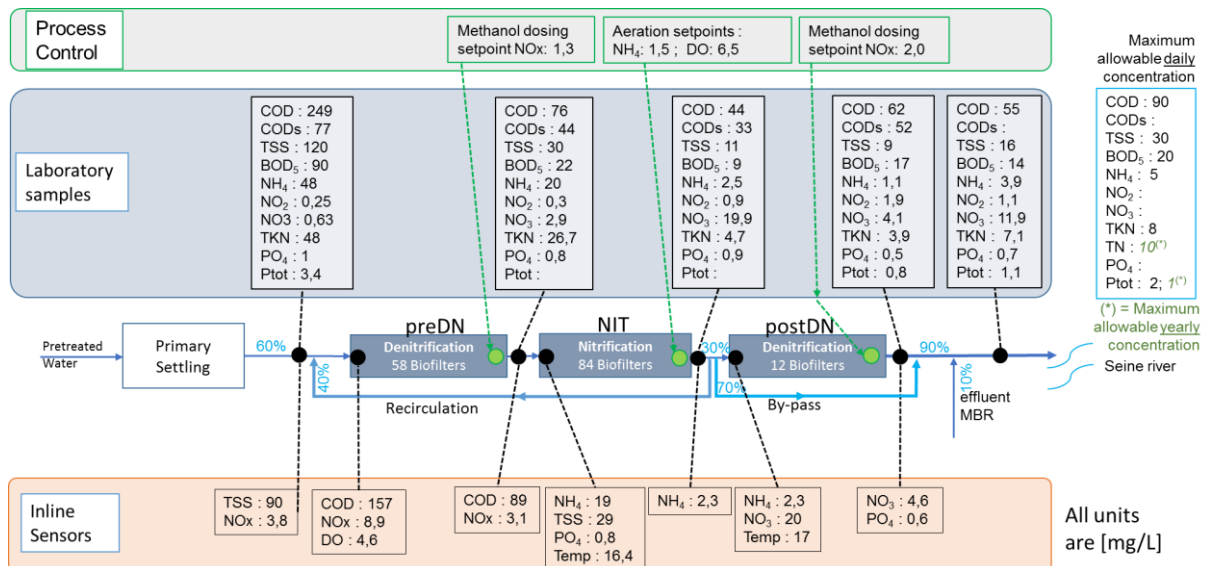 Process
Control
Methanol dosing
setpoint NOx: 1,3
Aeration setpoints :
NH₄: 1,5 ; DO: 6,5
Methanol dosing
setpoint NOx: 2,0
Maximum
allowable daily
concentration
COD : 90
CODs :
TSS : 30
BOD₅ : 20
NH₄ : 5
NO₂ :
NO₃ :
TKN : 8
TN : 10(*)
PO₄ :
Ptot : 2; 1(*)
(*) = Maximum
allowable yearly
concentration
Laboratory
samples
COD : 249
CODs : 77
TSS : 120
BOD₅ : 90
NH₄ : 48
NO₂ : 0,25
NO3 : 0,63
TKN : 48
PO₄ : 1
Ptot : 3,4
COD : 76
CODs : 44
TSS : 30
BOD₅ : 22
NH₄ : 20
NO₂ : 0,3
NO₃ : 2,9
TKN : 26,7
PO₄ : 0,8
Ptot :
COD : 44
CODs : 33
TSS : 11
BOD₅ : 9
NH₄ : 2,5
NO₂ : 0,9
NO₃ : 19,9
TKN : 4,7
PO₄ : 0,9
Ptot :
COD : 62
CODs : 52
TSS : 9
BOD₅ : 17
NH₄ : 1,1
NO₂ : 1,9
NO₃ : 4,1
TKN : 3,9
PO₄ : 0,5
Ptot : 0,8
COD : 55
CODs :
TSS : 16
BOD₅ : 14
NH₄ : 3,9
NO₂ : 1,1
NO₃ : 11,9
TKN : 7,1
PO₄ : 0,7
Ptot : 1,1
Pretreated
Water
Primary
Settling
60%
40%
preDN
Denitrification
58 Biofilters
NIT
Nitrification
84 Biofilters
30%
70%
postDN
Denitrification
12 Biofilters
90%
10%
Recirculation
By-pass
effluent
MBR
Seine river
Inline
Sensors
TSS : 90
NOx : 3,8
COD : 157
NOx : 8,9
DO : 4,6
COD : 89
NOx : 3,1
NH₄ : 19
TSS : 29
PO₄ : 0,8
Temp : 16,4
NH₄ : 2,3
NH₄ : 2,3
NO₃ : 20
Temp : 17
NO₃ : 4,6
PO₄ : 0,6
All units
are [mg/L]